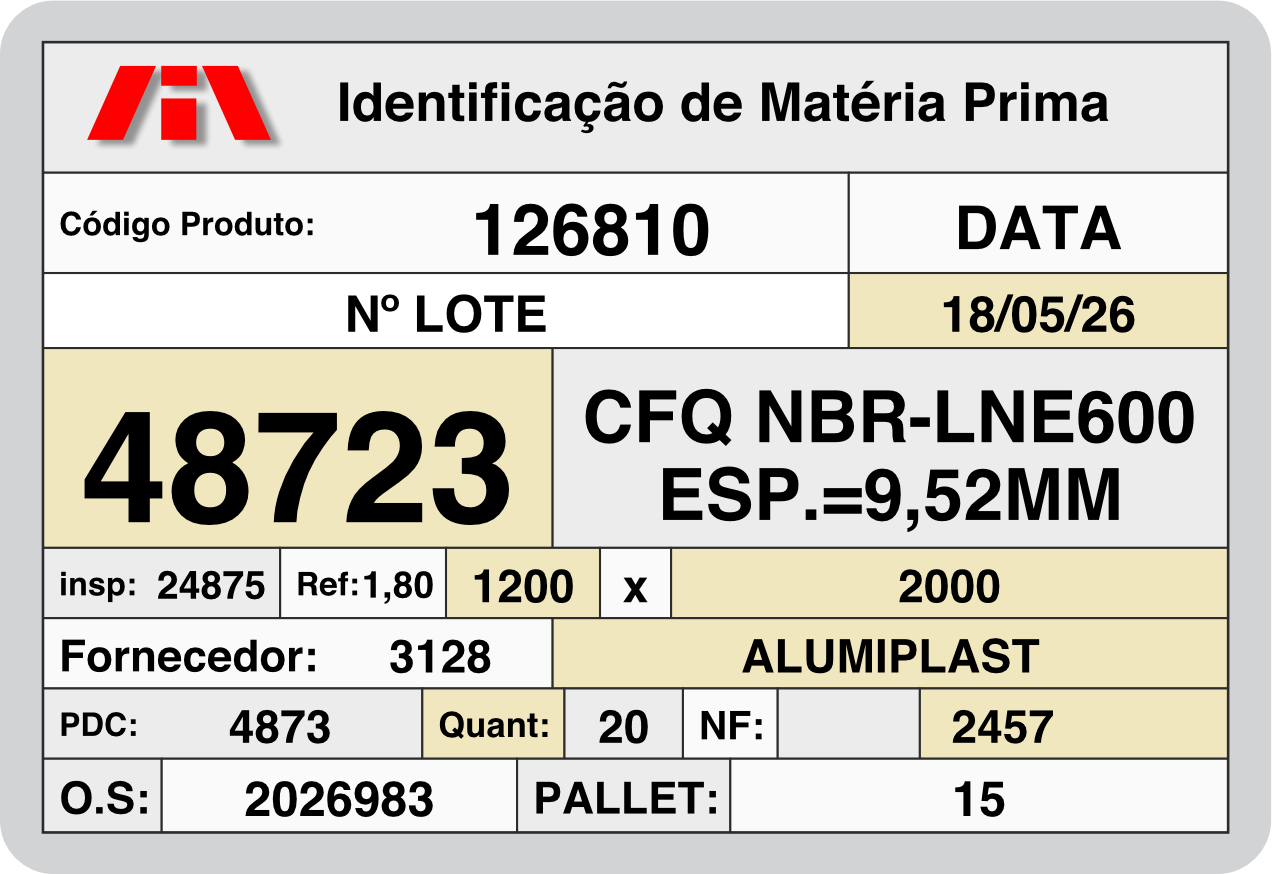 Identificação de Matéria Prima
Código Produto: 126810 DATA
Nº LOTE 18/05/26
48723 CFQ NBR-LNE600
ESP.=9,52MM
insp: 24875 Ref:1,80 1200 x 2000
Fornecedor: 3128 ALUMIPLAST
PDC: 4873 Quant: 20 NF: 2457
O.S: 2026983 PALLET: 15